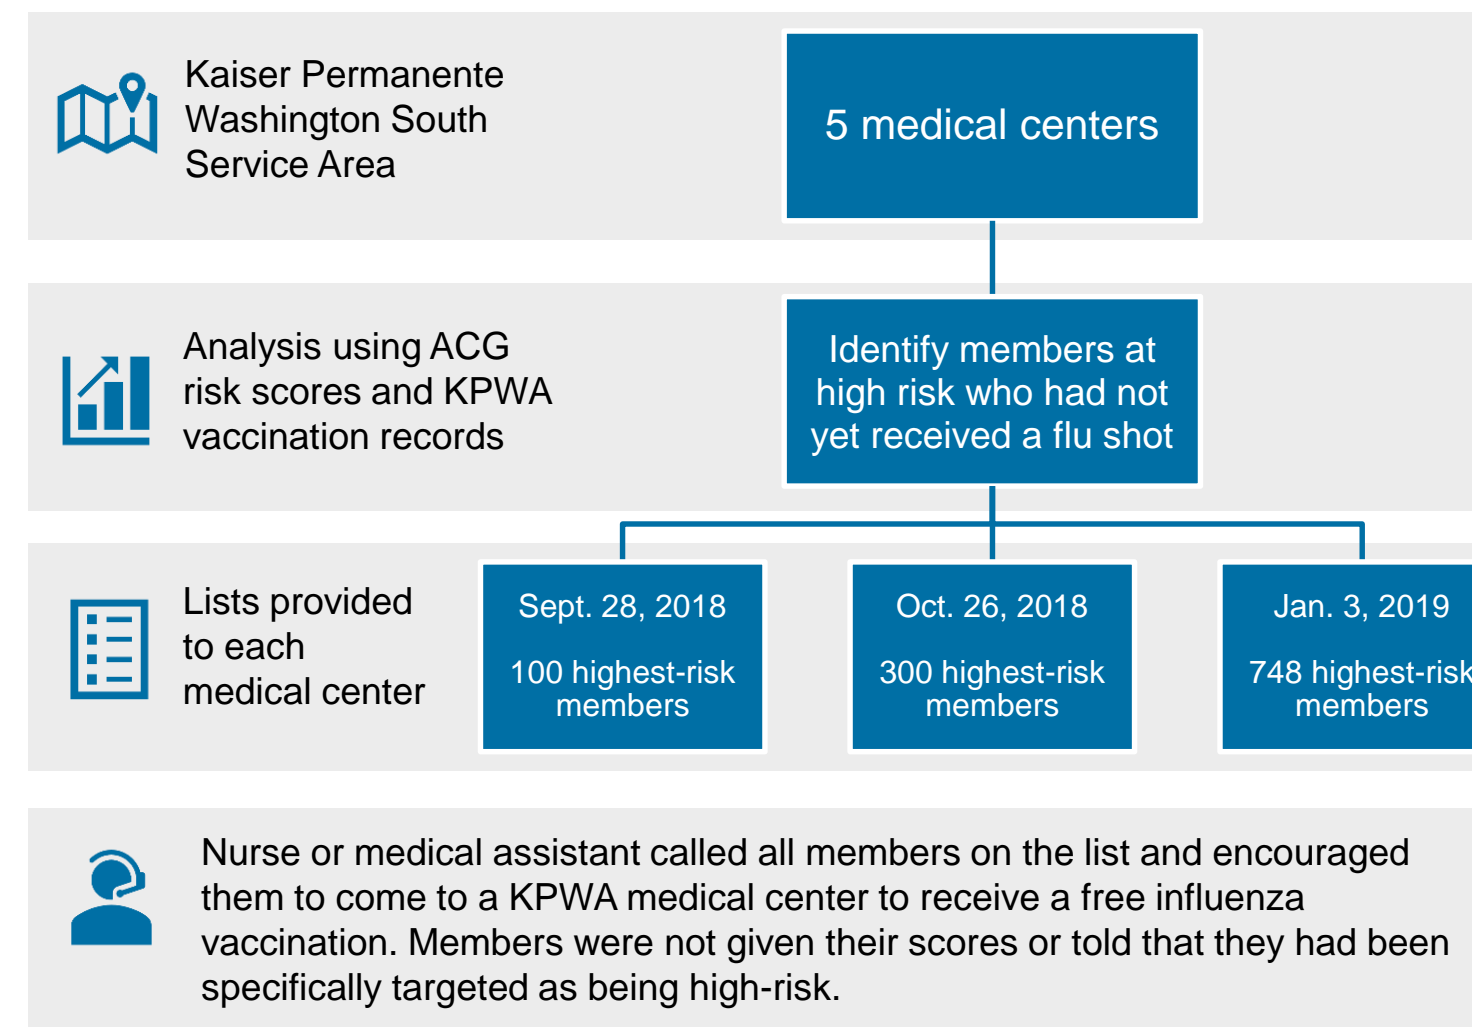 Kaiser Permanente
Washington South
Service Area
5 medical centers
Analysis using ACG
risk scores and KPWA
vaccination records
Identify members at
high risk who had not
yet received a flu shot
Lists provided
to each
medical center
Sept. 28, 2018
100 highest-risk
members
Oct. 26, 2018
300 highest-risk
members
Jan. 3, 2019
748 highest-risk
members
Nurse or medical assistant called all members on the list and encouraged
them to come to a KPWA medical center to receive a free influenza
vaccination. Members were not given their scores or told that they had been
specifically targeted as being high-risk.